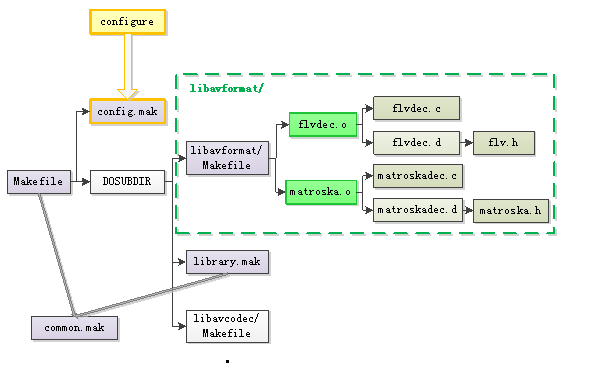 configure
config.mak
libavformat/
flvdec.o
flvdec.c
flvdec.d
flv.h
libavformat/
Makefile
Makefile
DOSUBDIR
matroska.o
matroskadec.c
matroskadec.d
matroska.h
library.mak
common.mak
libavcodec/
Makefile